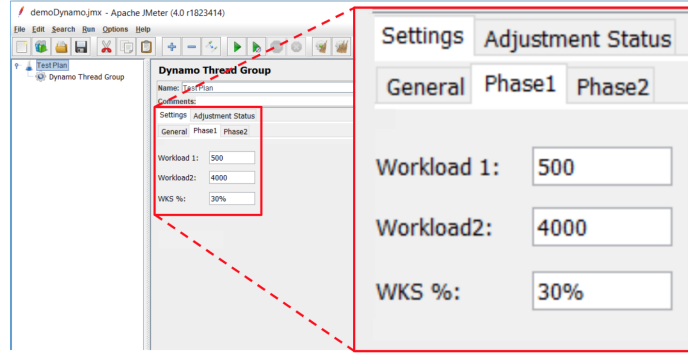 demoDynamo.jmx - Apache JMeter (4.0 r1823414)
File Edit Search Run Options Help
Test Plan
Dynamo Thread Group
Dynamo Thread Group
Name: Test Plan
Comments:
Settings Adjustment Status
General Phase1 Phase2
Workload 1: 500
Workload2: 4000
WKS %: 30%
Settings Adjustment Status
General Phase1 Phase2
Workload 1: 500
Workload2: 4000
WKS %: 30%